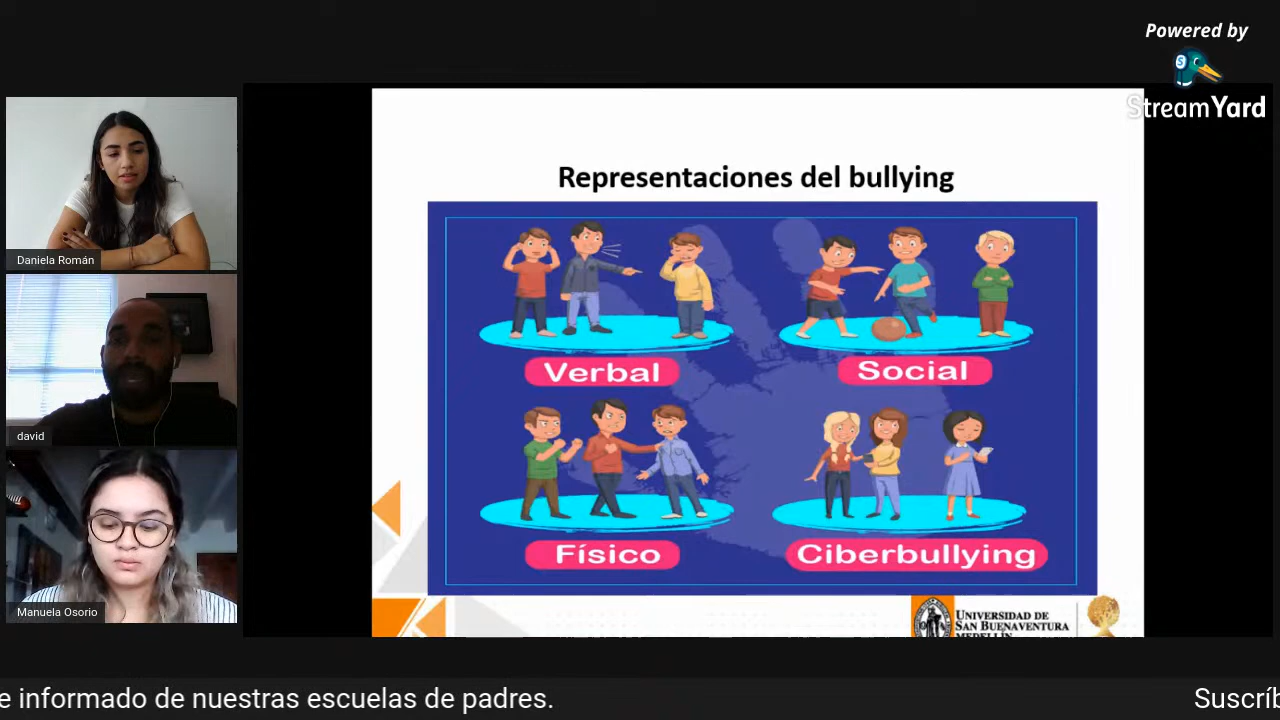 Powered by
StreamYard
Daniela Román
david
Manuela Osorio
Representaciones del bullying
Verbal
Social
Físico
Ciberbullying
UNIVERSIDAD DE
SAN BUENAVENTURA
MEDELLÍN
e informado de nuestras escuelas de padres.
Suscríb